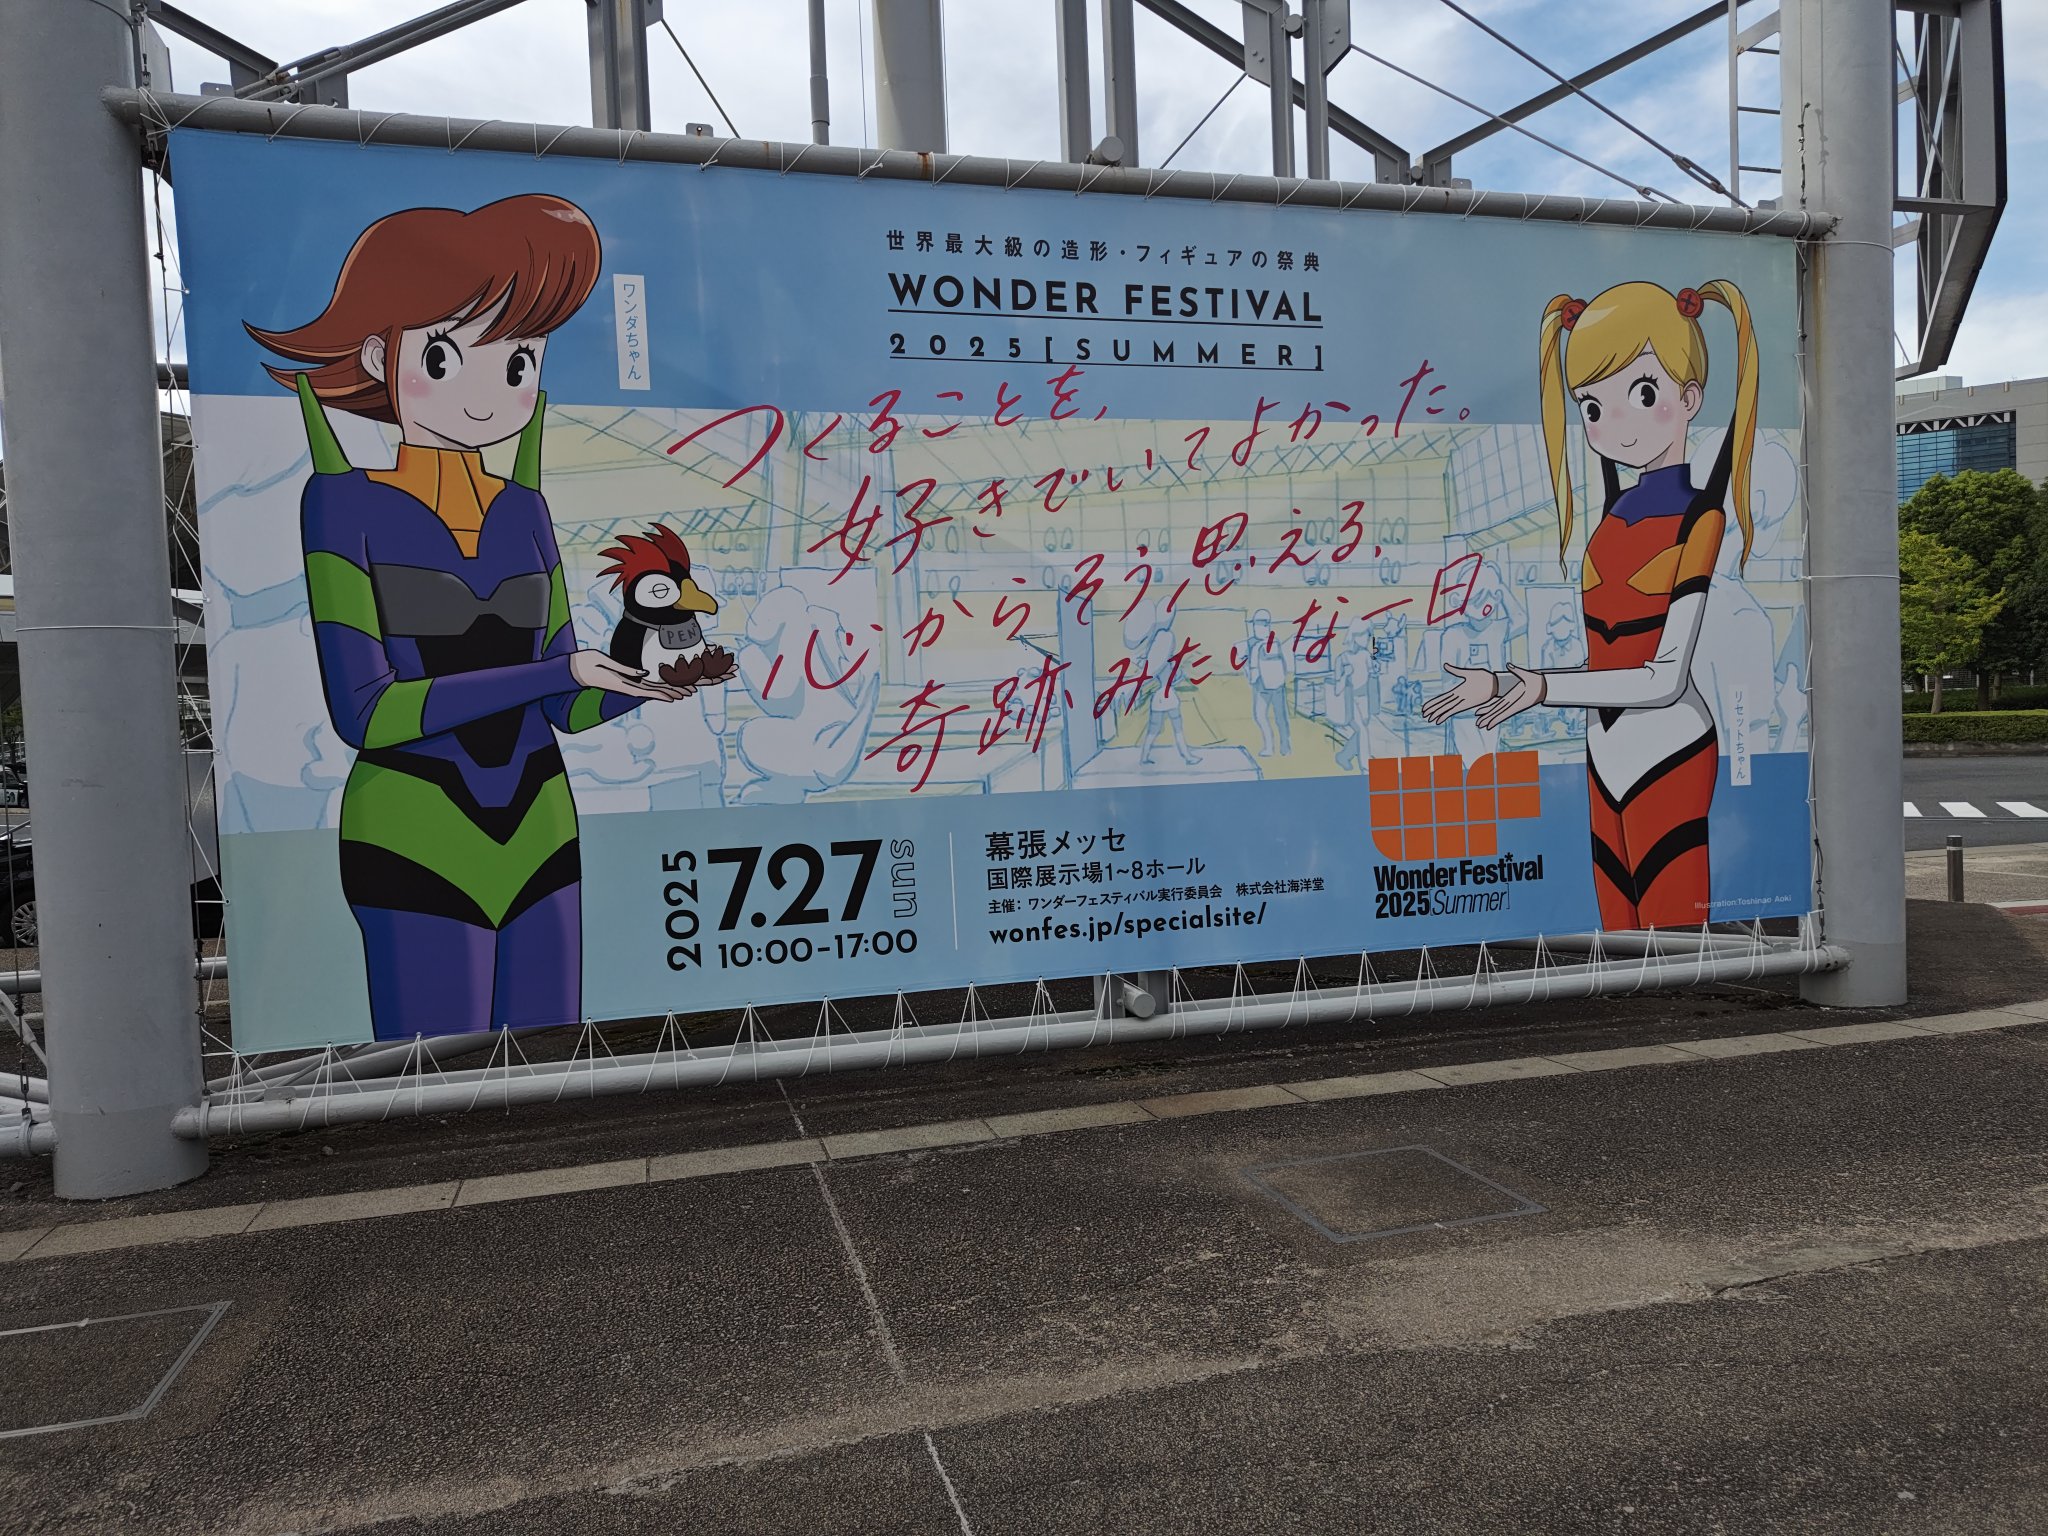 世界最大級の造形・フィギュアの祭典
WONDER FESTIVAL
2025[SUMMER]
ワンダちゃん
つくることを、
好きでいてよかった。
心からそう思える、
奇跡みたいな一日。
PEN²
リセットちゃん
2025
7.27
sun
10:00-17:00
幕張メッセ
国際展示場1~8ホール
主催：ワンダーフェスティバル実行委員会　株式会社海洋堂
wonfes.jp/specialsite/
WF
Wonder Festival
2025[Summer]
Illustration:Toshinao Aoki